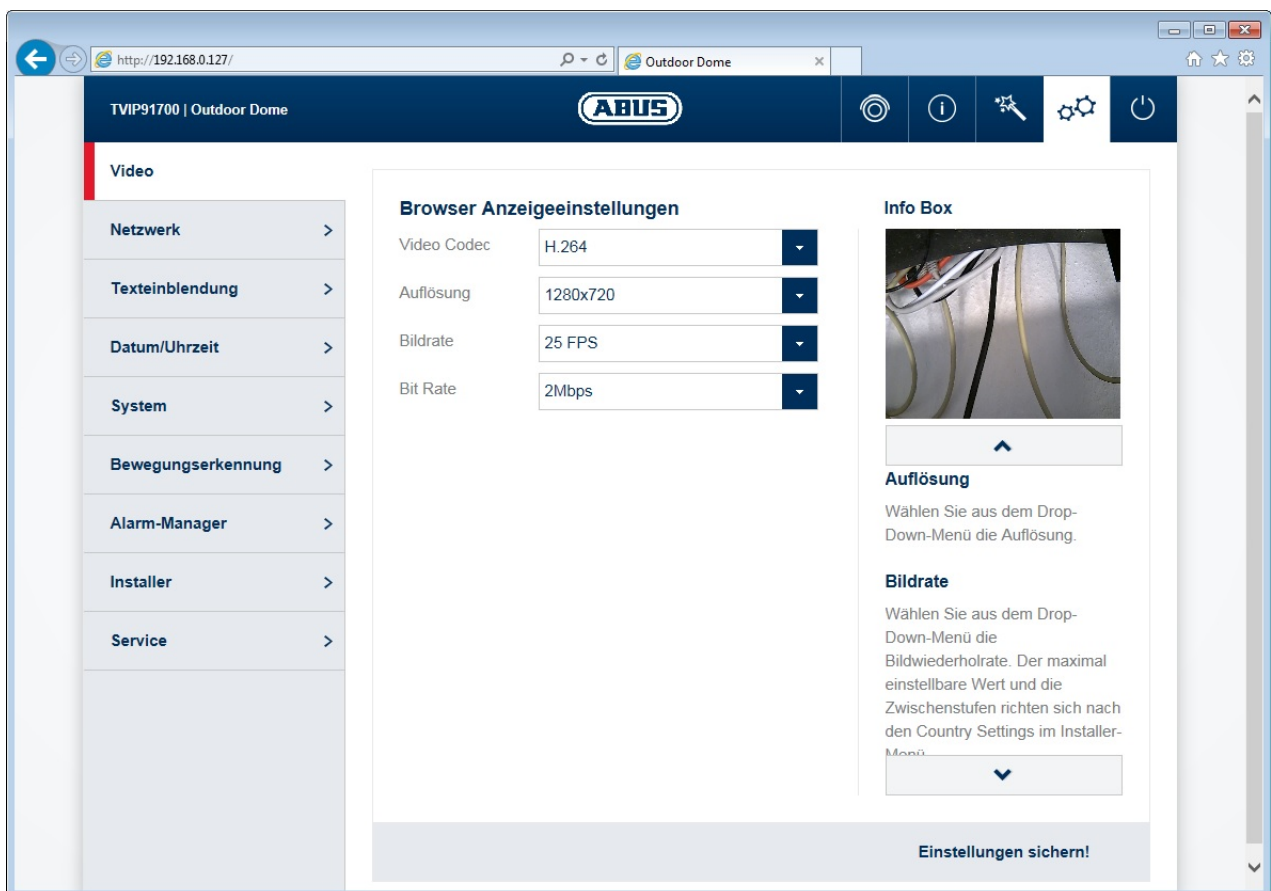 http://192.168.0.127/
Outdoor Dome
TVIP91700 | Outdoor Dome
ABUS
Video
Netzwerk
Texteinblendung
Datum/Uhrzeit
System
Bewegungserkennung
Alarm-Manager
Installer
Service
Browser Anzeigeeinstellungen
Video Codec H.264
Auflösung 1280x720
Bildrate 25 FPS
Bit Rate 2Mbps
Info Box
Auflösung
Wählen Sie aus dem Drop-
Down-Menü die Auflösung.
Bildrate
Wählen Sie aus dem Drop-
Down-Menü die
Bildwiederholrate. Der maximal
einstellbare Wert und die
Zwischenstufen richten sich nach
den Country Settings im Installer-
Menü
Einstellungen sichern!